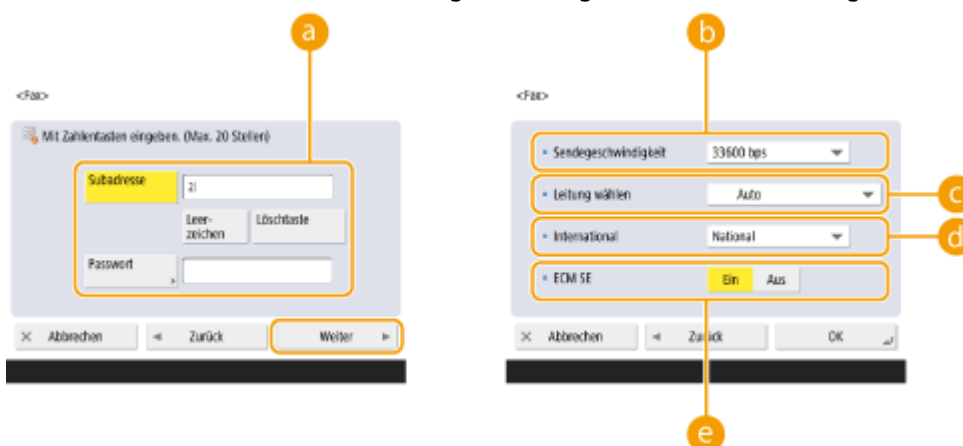 a
b
<Fax>
Mit Zahlentasten eingeben. (Max. 20 Stellen)
Subadresse
2
Leer-
zeichen
Löschtaste
Passwort
× Abbrechen
◄ Zurück
Weiter ►
<Fax>
• Sendegeschwindigkeit 33600 bps
• Leitung wählen Auto
c
• International National
d
• ECM SE Ein Aus
× Abbrechen
◄ Zurück
OK
e